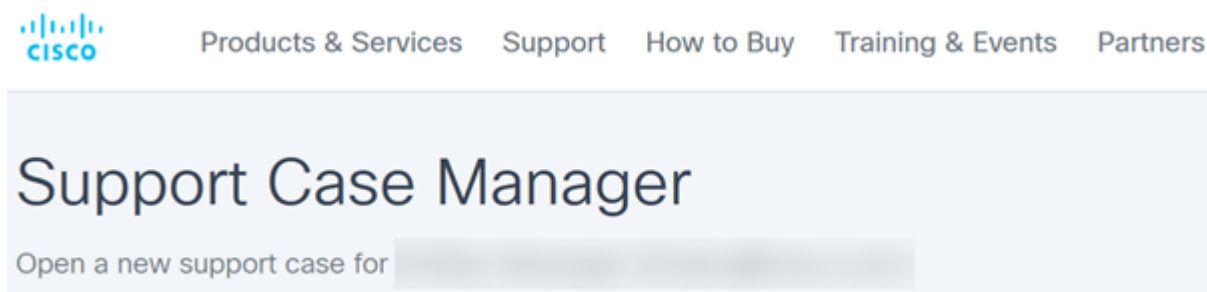 CISCO
Products & Services Support How to Buy Training & Events Partners
Support Case Manager
Open a new support case for